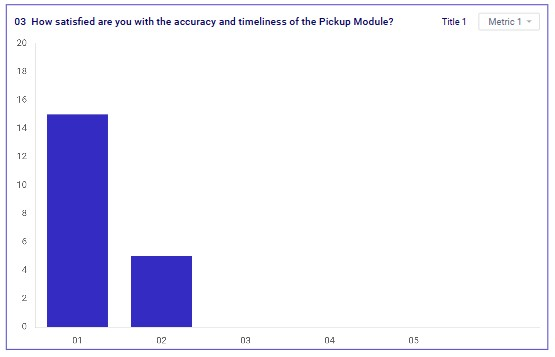 03 How satisfied are you with the accuracy and timeliness of the Pickup Module?
Title 1
Metric 1
20
18
16
14
12
10
8
6
4
2
0
01 02 03 04 05